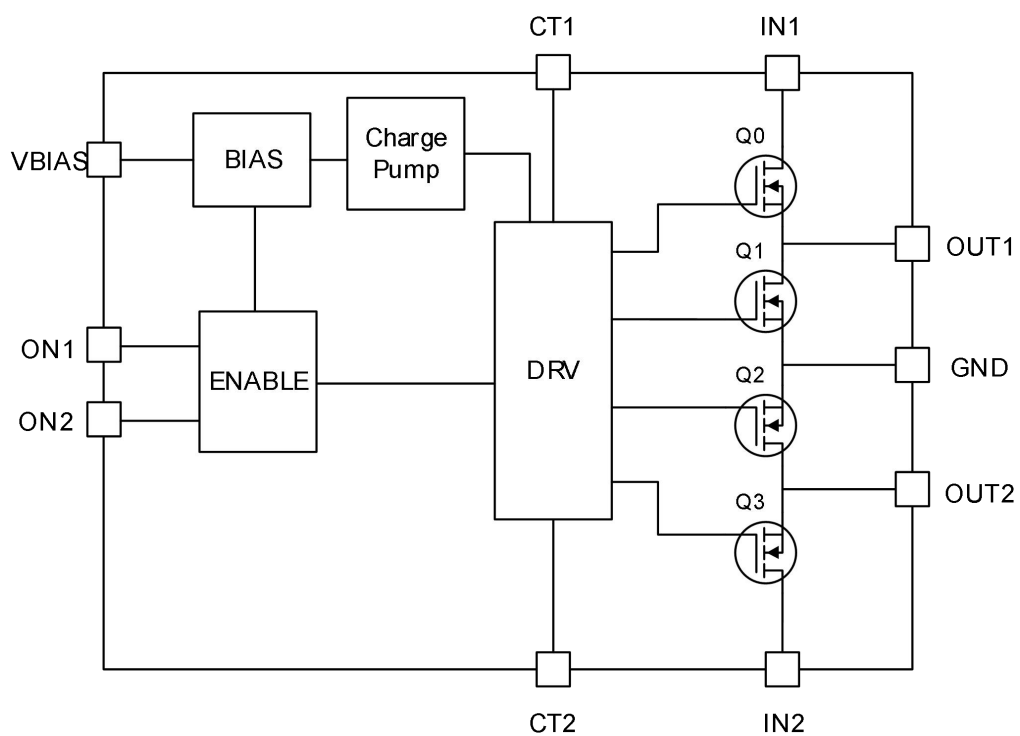 CT1
IN1
Q0
VBIAS
BIAS
Charge
Pump
OUT1
Q1
ON1
ENABLE
DRV
GND
Q2
ON2
OUT2
Q3
CT2
IN2